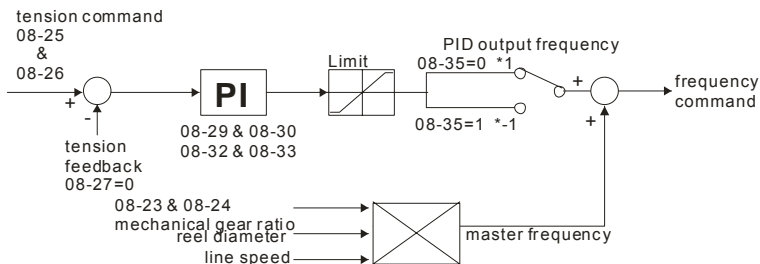 tension command
08-25
&
08-26
+
-
tension
feedback
08-27=0
PI
08-29 & 08-30
08-32 & 08-33
Limit
PID output frequency
08-35=0 *1
08-35=1 *-1
+
+
frequency
command
08-23 & 08-24
mechanical gear ratio
reel diameter
line speed
master frequency